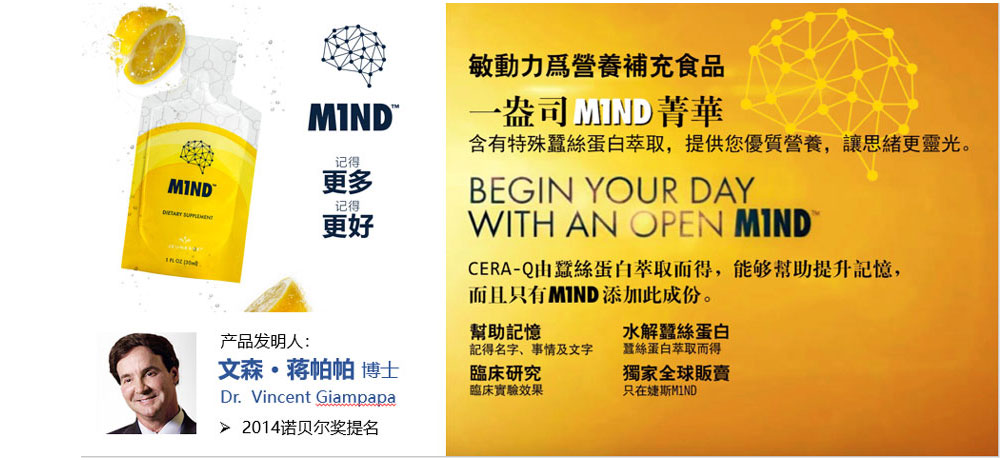 M1ND™
记得
更多
记得
更好
M1ND™
DIETARY SUPPLEMENT
1 FL OZ (30ml)
产品发明人：
文森・蒋帕帕 博士
Dr. Vincent Giampapa
➢ 2014诺贝尔奖提名
敏動力爲營養補充食品
一盎司M1ND菁華
含有特殊蠶絲蛋白萃取，提供您優質營養，讓思緒更靈光。
BEGIN YOUR DAY
WITH AN OPEN M1ND™
CERA-Q由蠶絲蛋白萃取而得，能够幫助提升記憶，
而且只有M1ND添加此成份。
幫助記憶
記得名字、事情及文字
水解蠶絲蛋白
蠶絲蛋白萃取而得
臨床研究
臨床實驗效果
獨家全球販賣
只在婕斯M1ND